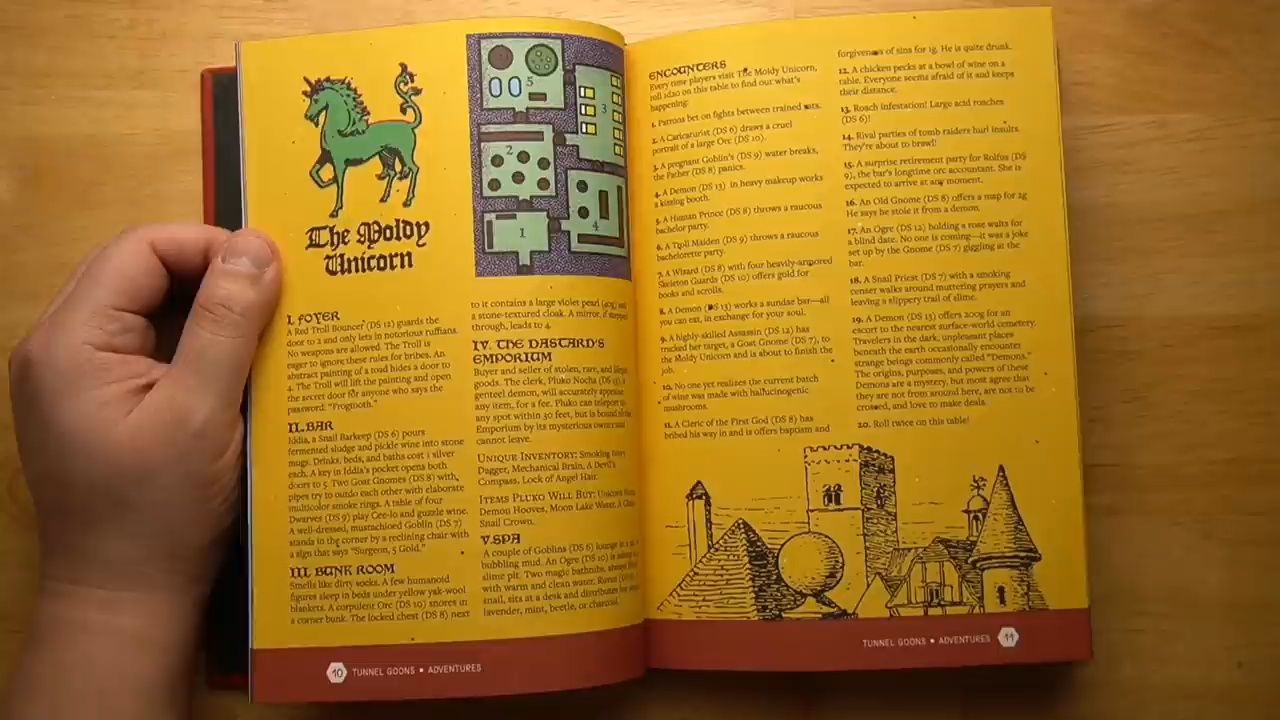 The Moldy
Unicorn
I. FOYER
A Red Troll Bouncer (DS 12) guards the
door to 2 and only lets in notorious ruffians.
No weapons are allowed. The Troll is
eager to ignore these rules for bribes. An
abstract painting of a toad hides a door to
4. The Troll will lift the painting and open
the secret door for anyone who says the
password: "Frogmoth."
II. BAR
Iddia, a Snail Barkeep (DS 6) pours
fermented sludge and pickle wine into stone
mugs. Drinks, beds, and baths cost 1 silver
each. A key in Iddia's pocket opens both
doors to 5. Two Goat Gnomes (DS 8) with
pipes try to outdo each other with elaborate
multicolor smoke rings. A table of four
Dwarves (DS 9) play Cee-lo and guzzle wine.
A well-dressed, mustachioed Goblin (DS 7)
stands in the corner by a reclining chair with
a sign that says "Surgeon, 5 Gold."
III. BUNK ROOM
Smells like dirty socks. A few humanoid
figures sleep in beds under yellow yak-wool
blankets. A corpulent Orc (DS 10) snores in
a corner bunk. The locked chest (DS 8) next
5
3
2
4
1
to it contains a large violet pearl (40g) and
a stone-textured cloak. A mirror, if stepped
through, leads to 4.
IV. THE DASTARD'S
EMPORIUM
Buyer and seller of stolen, rare, and illegal
goods. The clerk, Pluko Nocha (DS 13), a
genteel demon, will accurately appraise
any item, for a fee. Pluko can teleport to
any spot within 30 feet, but is bound to the
Emporium by its mysterious owner and
cannot leave.
UNIQUE INVENTORY: Smoking Ivory
Dagger, Mechanical Brain, A Devil's
Compass, Lock of Angel Hair.
ITEMS PLUKO WILL BUY: Unicorn
Demon Hooves, Moon Lake Water, A
Snail Crown.
V. SPA
A couple of Goblins (DS 6) lounge in a
bubbling mud. An Ogre (DS 10) is
slime pit. Two magic bathtubs, always
with warm and clean water.
snail, sits at a desk and distributes
lavender, mint, beetle, or charcoal.
10 TUNNEL GOONS • ADVENTURES
ENCOUNTERS
Every time players visit The Moldy Unicorn,
roll 1d20 on this table to find out what's
happening:
1. Patrons bet on fights between trained rats.
2. A Caricaturist (DS 6) draws a cruel
portrait of a large Orc (DS 10).
3. A pregnant Goblin's (DS 9) water breaks,
the Father (DS 8) panics.
4. A Demon (DS 13) in heavy makeup works
a kissing booth.
5. A Human Prince (DS 8) throws a raucous
bachelor party.
6. A Troll Maiden (DS 9) throws a raucous
bachelorette party.
7. A Wizard (DS 8) with four heavily-armored
Skeleton Guards (DS 10) offers gold for
books and scrolls.
8. A Demon (DS 13) works a sundae bar—all
you can eat, in exchange for your soul.
9. A highly-skilled Assassin (DS 12) has
tracked her target, a Goat Gnome (DS 7), to
the Moldy Unicorn and is about to finish the
job.
10. No one yet realizes the current batch
of wine was made with hallucinogenic
mushrooms.
11. A Cleric of the First God (DS 8) has
bribed his way in and is offers baptism and
forgiveness of sins for 1g. He is quite drunk.
12. A chicken pecks at a bowl of wine on a
table. Everyone seems afraid of it and keeps
their distance.
13. Roach infestation! Large acid roaches
(DS 6)!
14. Rival parties of tomb raiders hurl insults.
They're about to brawl!
15. A surprise retirement party for Rolfus (DS
9), the bar's longtime orc accountant. She is
expected to arrive at any moment.
16. An Old Gnome (DS 8) offers a map for 2g
He says he stole it from a demon.
17. An Ogre (DS 12) holding a rose waits for
a blind date. No one is coming—it was a joke
set up by the Gnome (DS 7) giggling at the
bar.
18. A Snail Priest (DS 7) with a smoking
censer walks around muttering prayers and
leaving a slippery trail of slime.
19. A Demon (DS 13) offers 200g for an
escort to the nearest surface-world cemetery.
Travelers in the dark, unpleasant places
beneath the earth occasionally encounter
strange beings commonly called "Demons."
The origins, purposes, and powers of these
Demons are a mystery, but most agree that
they are not from around here, are not to be
crossed, and love to make deals.
20. Roll twice on this table!
TUNNEL GOONS • ADVENTURES 11